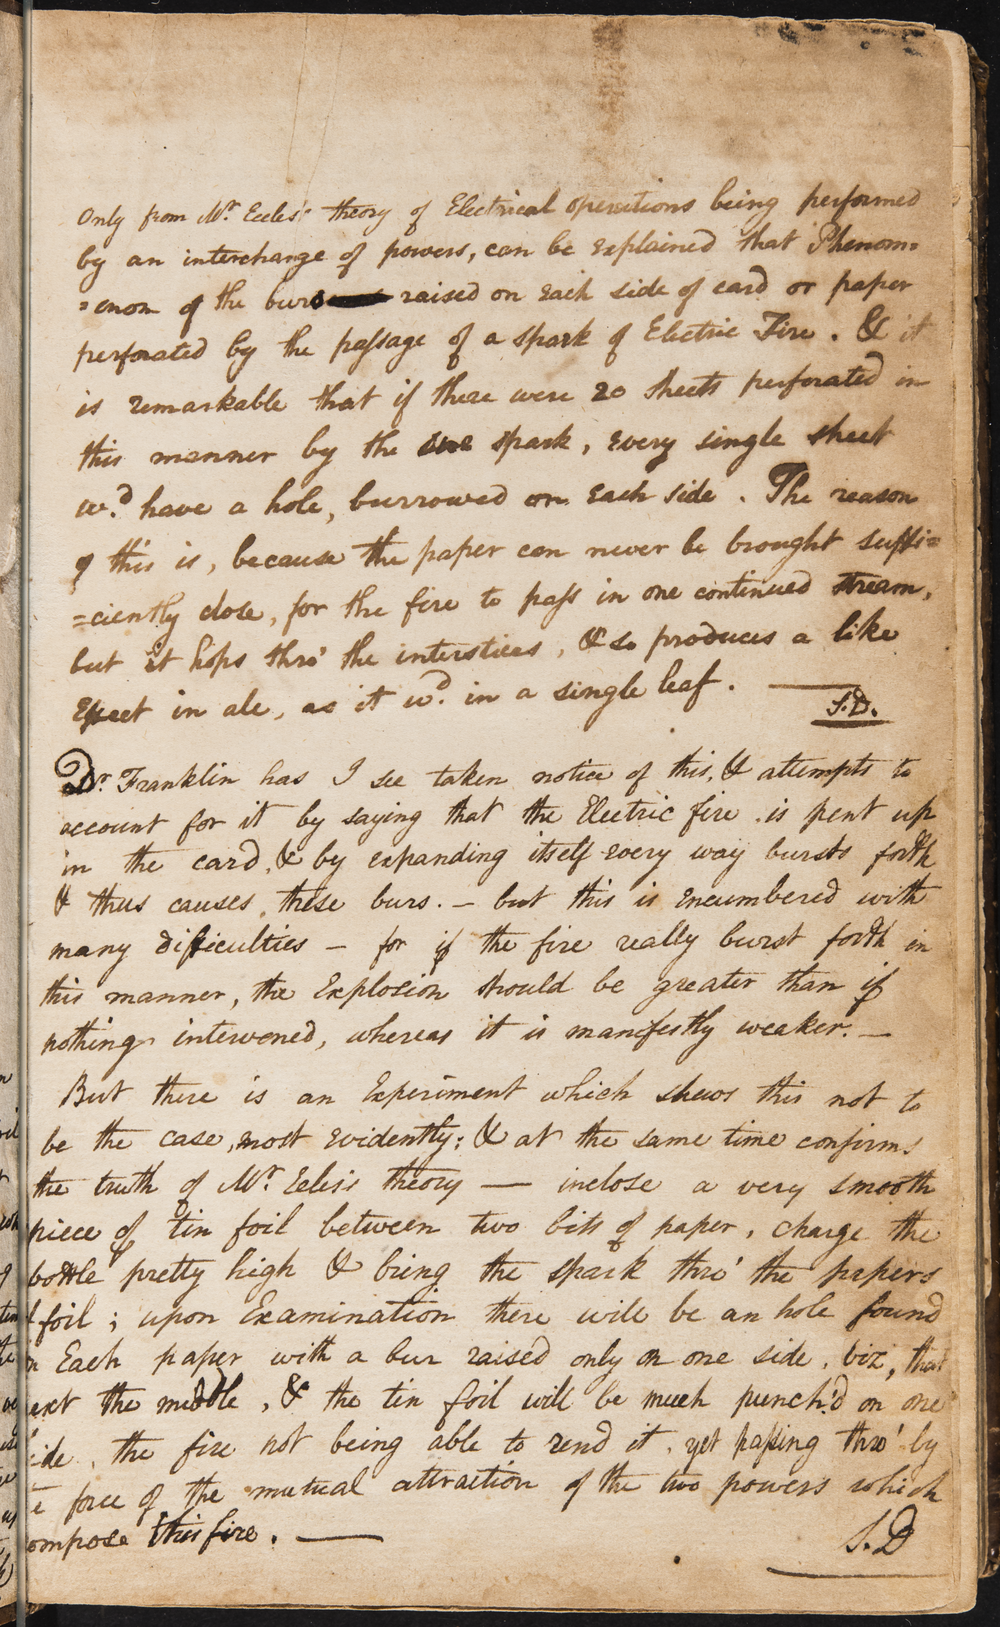 Only from Mr. Eeles's theory of Electrical operations being performed
by an interchange of powers, can be explained that Phenom=
=enon of the burs raised on each side of card or paper
perforated by the passage of a spark of Electric Fire. & it
is remarkable that if there were 20 sheets perforated in
this manner by the one spark, every single sheet
wd. have a hole, burrowed on each side. The reason
of this is, because the paper can never be brought suffi=
=ciently close, for the fire to pass in one continued stream,
but it hops thro' the interstices, & so produces a like
Effect in ale, as it wd. in a single leaf. —
S.D.
Dr. Franklin has I see taken notice of this, & attempts to
account for it by saying that the Electric fire is pent up
in the card, & by expanding itself every way bursts forth
& thus causes these burs. – but this is encumbered with
many difficulties – for if the fire really burst forth in
this manner, the Explosion should be greater than if
nothing intervened, whereas it is manifestly weaker. –
But there is an Experiment which shews this not to
be the case, most evidently; & at the same time confirms
the truth of Mr. Eeles's theory — inclose a very smooth
piece of tin foil between two bits of paper, charge the
bottle pretty high & bring the spark thro' the papers
& foil; upon Examination there will be an hole found
in Each paper with a bur raised only on one side, viz, that
next the middle, & the tin foil will be much punch'd on one
side, the fire not being able to rend it, yet passing thro' by
force of the mutual attraction of the two powers which
compose this fire. —
S.D